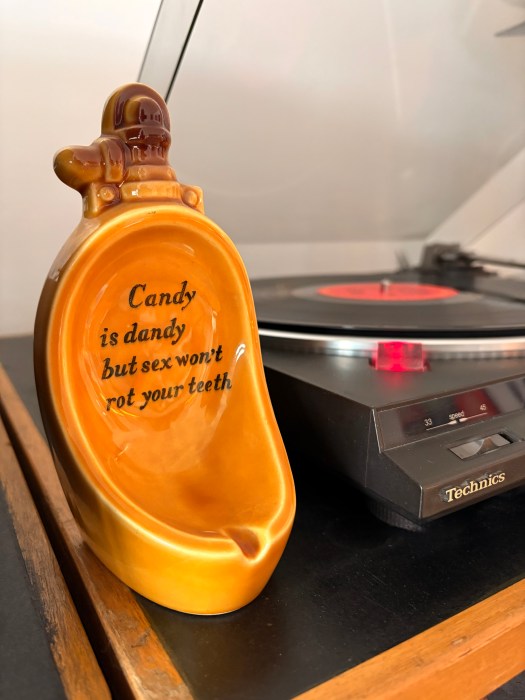 Candy
is dandy
but sex won't
rot your teeth
33 speed 45
Technics